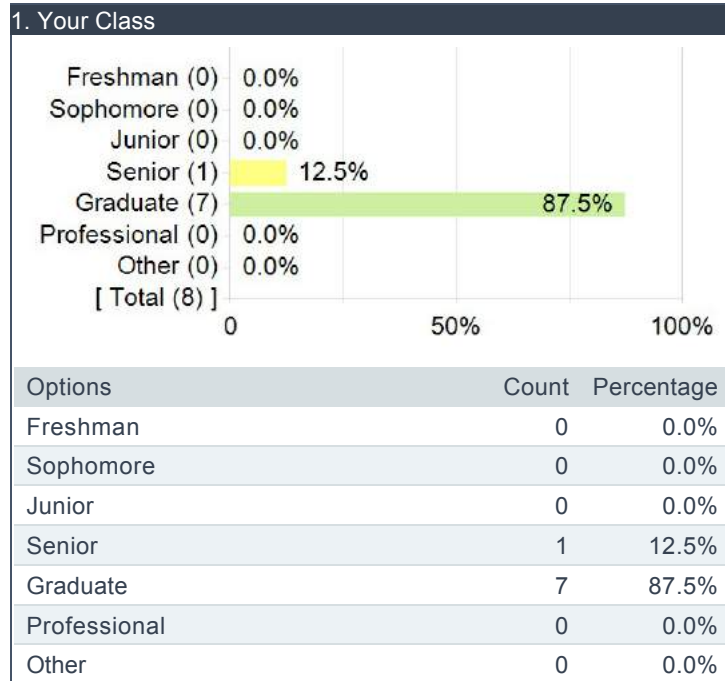 1. Your Class
Freshman (0) 0.0%
Sophomore (0) 0.0%
Junior (0) 0.0%
Senior (1) 12.5%
Graduate (7) 87.5%
Professional (0) 0.0%
Other (0) 0.0%
[ Total (8) ]
0 50% 100%
Options Count Percentage
Freshman 0 0.0%
Sophomore 0 0.0%
Junior 0 0.0%
Senior 1 12.5%
Graduate 7 87.5%
Professional 0 0.0%
Other 0 0.0%